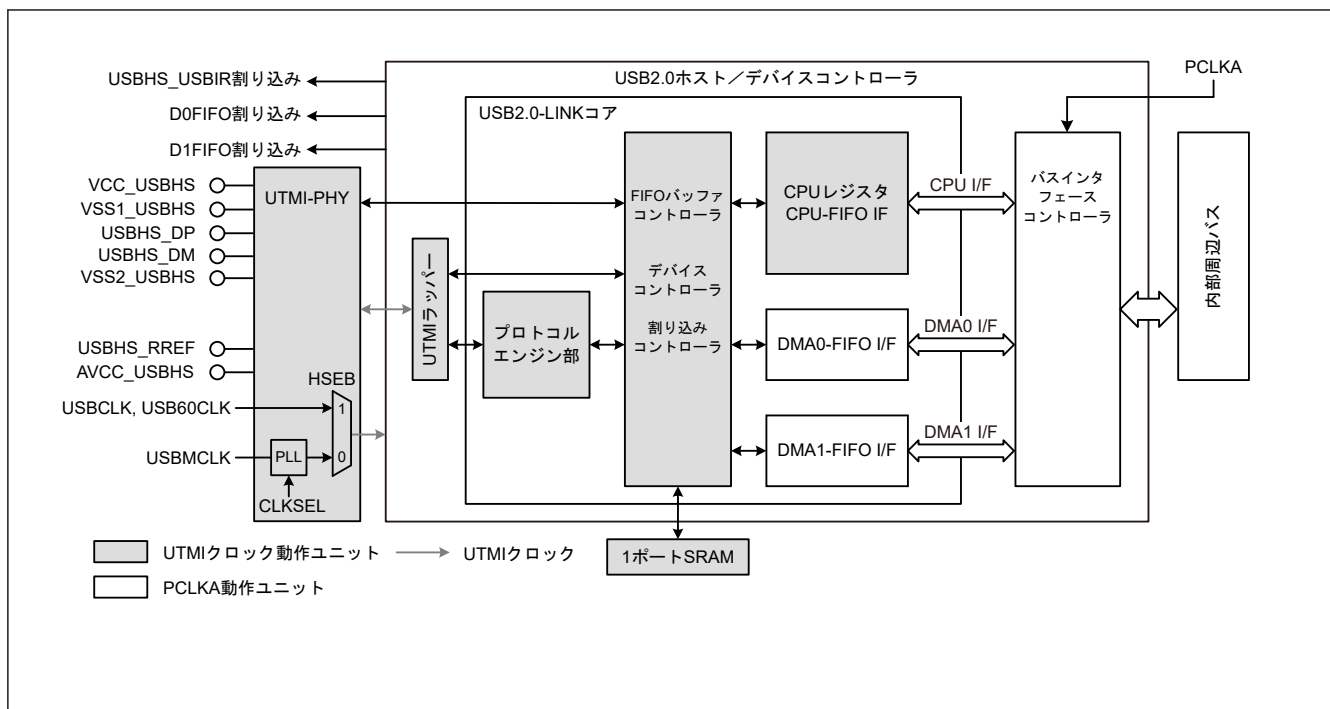 USBHS_USBIR割り込み
D0FIFO割り込み
D1FIFO割り込み
USB2.0ホスト／デバイスコントローラ
PCLKA
USB2.0-LINKコア
VCC_USBHS
VSS1_USBHS
USBHS_DP
USBHS_DM
VSS2_USBHS
USBHS_RREF
AVCC_USBHS
USBCLK, USB60CLK
USBMCLK
UTMI-PHY
HSEB
1
0
PLL
CLKSEL
UTMIラッパー
プロトコル
エンジン部
FIFOバッファ
コントローラ
デバイス
コントローラ
割り込み
コントローラ
CPUレジスタ
CPU-FIFO IF
DMA0-FIFO I/F
DMA1-FIFO I/F
CPU I/F
DMA0 I/F
DMA1 I/F
バスインタ
フェース
コントローラ
内部周辺バス
1ポートSRAM
UTMIクロック動作ユニット
UTMIクロック
PCLKA動作ユニット